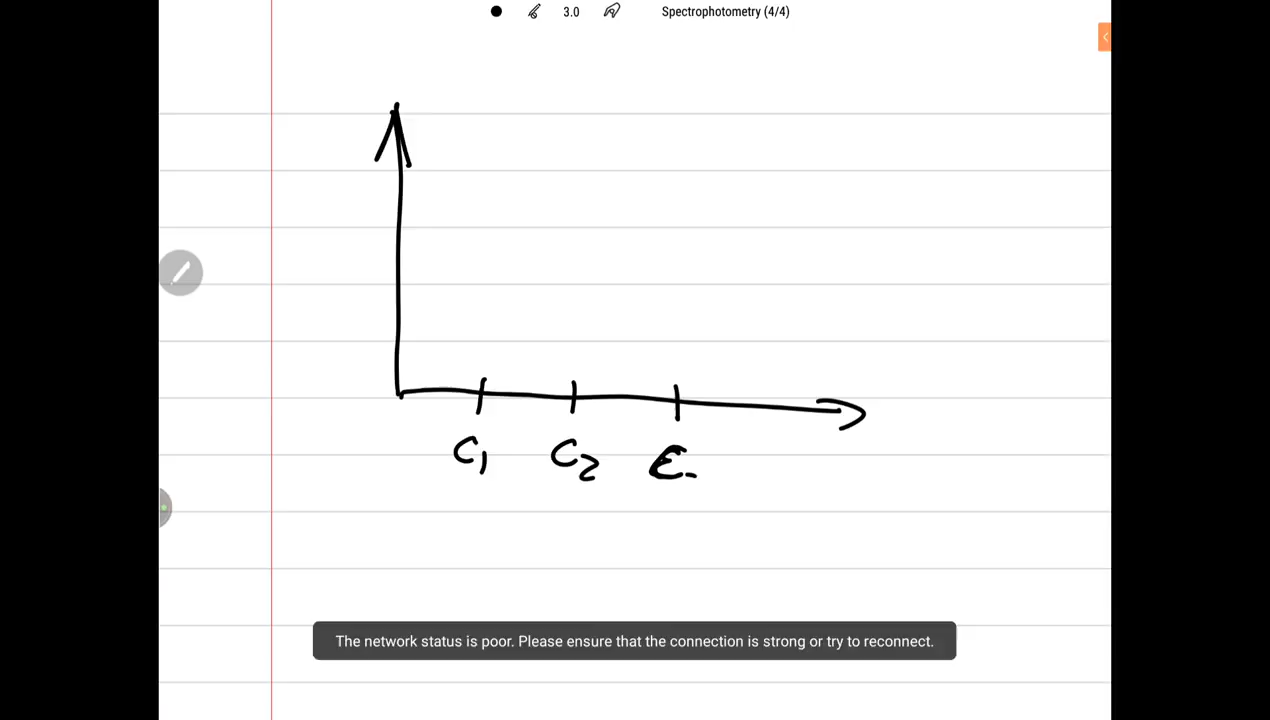 3.0 Spectrophotometry (4/4)
C1 C2
The network status is poor. Please ensure that the connection is strong or try to reconnect.